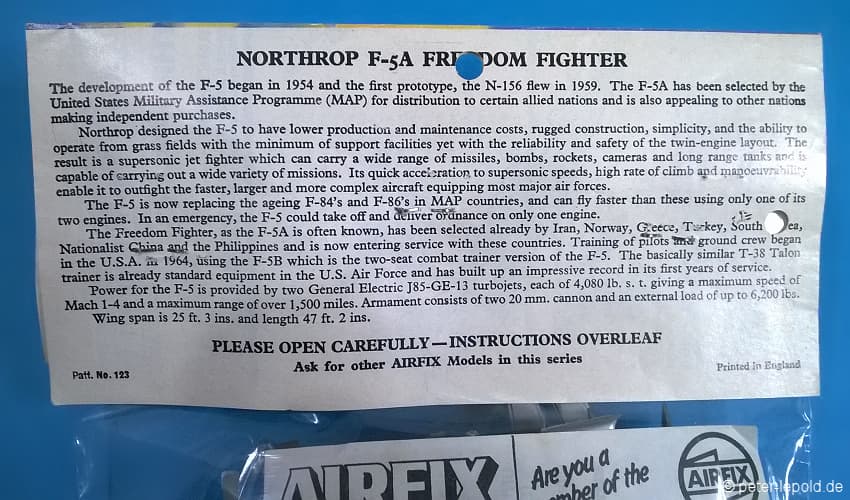 NORTHROP F-5A FREEDOM FIGHTER
The development of the F-5 began in 1954 and the first prototype, the N-156 flew in 1959. The F-5A has been selected by the
United States Military Assistance Programme (MAP) for distribution to certain allied nations and is also appealing to other nations
making independent purchases.
Northrop designed the F-5 to have lower production and maintenance costs, rugged construction, simplicity, and the ability to
operate from grass fields with the minimum of support facilities yet with the reliability and safety of the twin-engine layout. The
result is a supersonic jet fighter which can carry a wide range of missiles, bombs, rockets, cameras and long range tanks and is
capable of carrying out a wide variety of missions. Its quick acceleration to supersonic speeds, high rate of climb and manoeuvrability
enable it to outfight the faster, larger and more complex aircraft equipping most major air forces.
The F-5 is now replacing the ageing F-84's and F-86's in MAP countries, and can fly faster than these using only one of its
two engines. In an emergency, the F-5 could take off and deliver ordnance on only one engine.
The Freedom Fighter, as the F-5A is often known, has been selected already by Iran, Norway, Greece, Turkey, South Korea,
Nationalist China and the Philippines and is now entering service with these countries. Training of pilots and ground crew began
in the U.S.A. in 1964, using the F-5B which is the two-seat combat trainer version of the F-5. The basically similar T-38 Talon
trainer is already standard equipment in the U.S. Air Force and has built up an impressive record in its first years of service.
Power for the F-5 is provided by two General Electric J85-GE-13 turbojets, each of 4,080 lb. s. t. giving a maximum speed of
Mach 1·4 and a maximum range of over 1,500 miles. Armament consists of two 20 mm. cannon and an external load of up to 6,200 lbs.
Wing span is 25 ft. 3 ins. and length 47 ft. 2 ins.
PLEASE OPEN CAREFULLY—INSTRUCTIONS OVERLEAF
Ask for other AIRFIX Models in this series
Patt. No. 123
Printed in England
AIRFIX
Are you a
member of the
AIRFIX
© peter-lepold.de